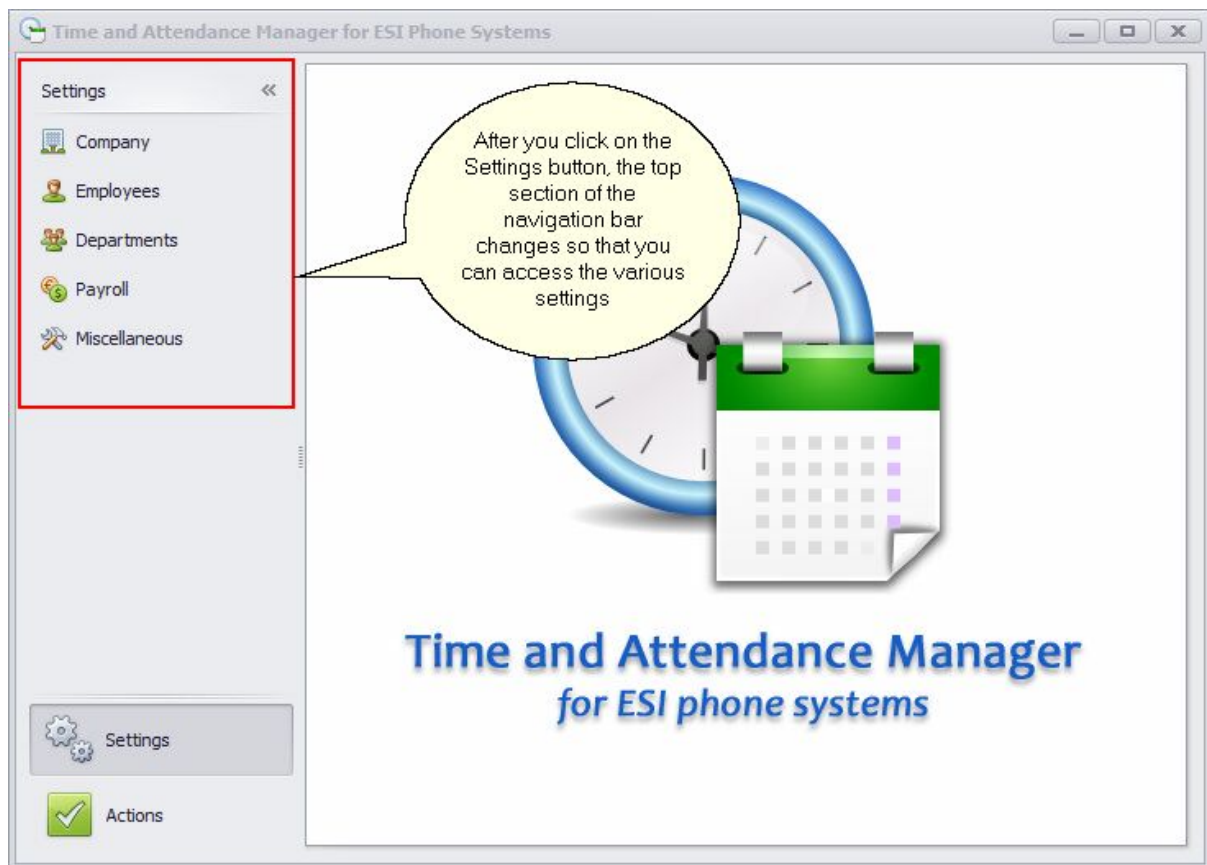 Time and Attendance Manager for ESI Phone Systems
Settings
Company
Employees
Departments
Payroll
Miscellaneous
After you click on the
Settings button, the top
section of the
navigation bar
changes so that you
can access the various
settings
Time and Attendance Manager
for ESI phone systems
Settings
Actions